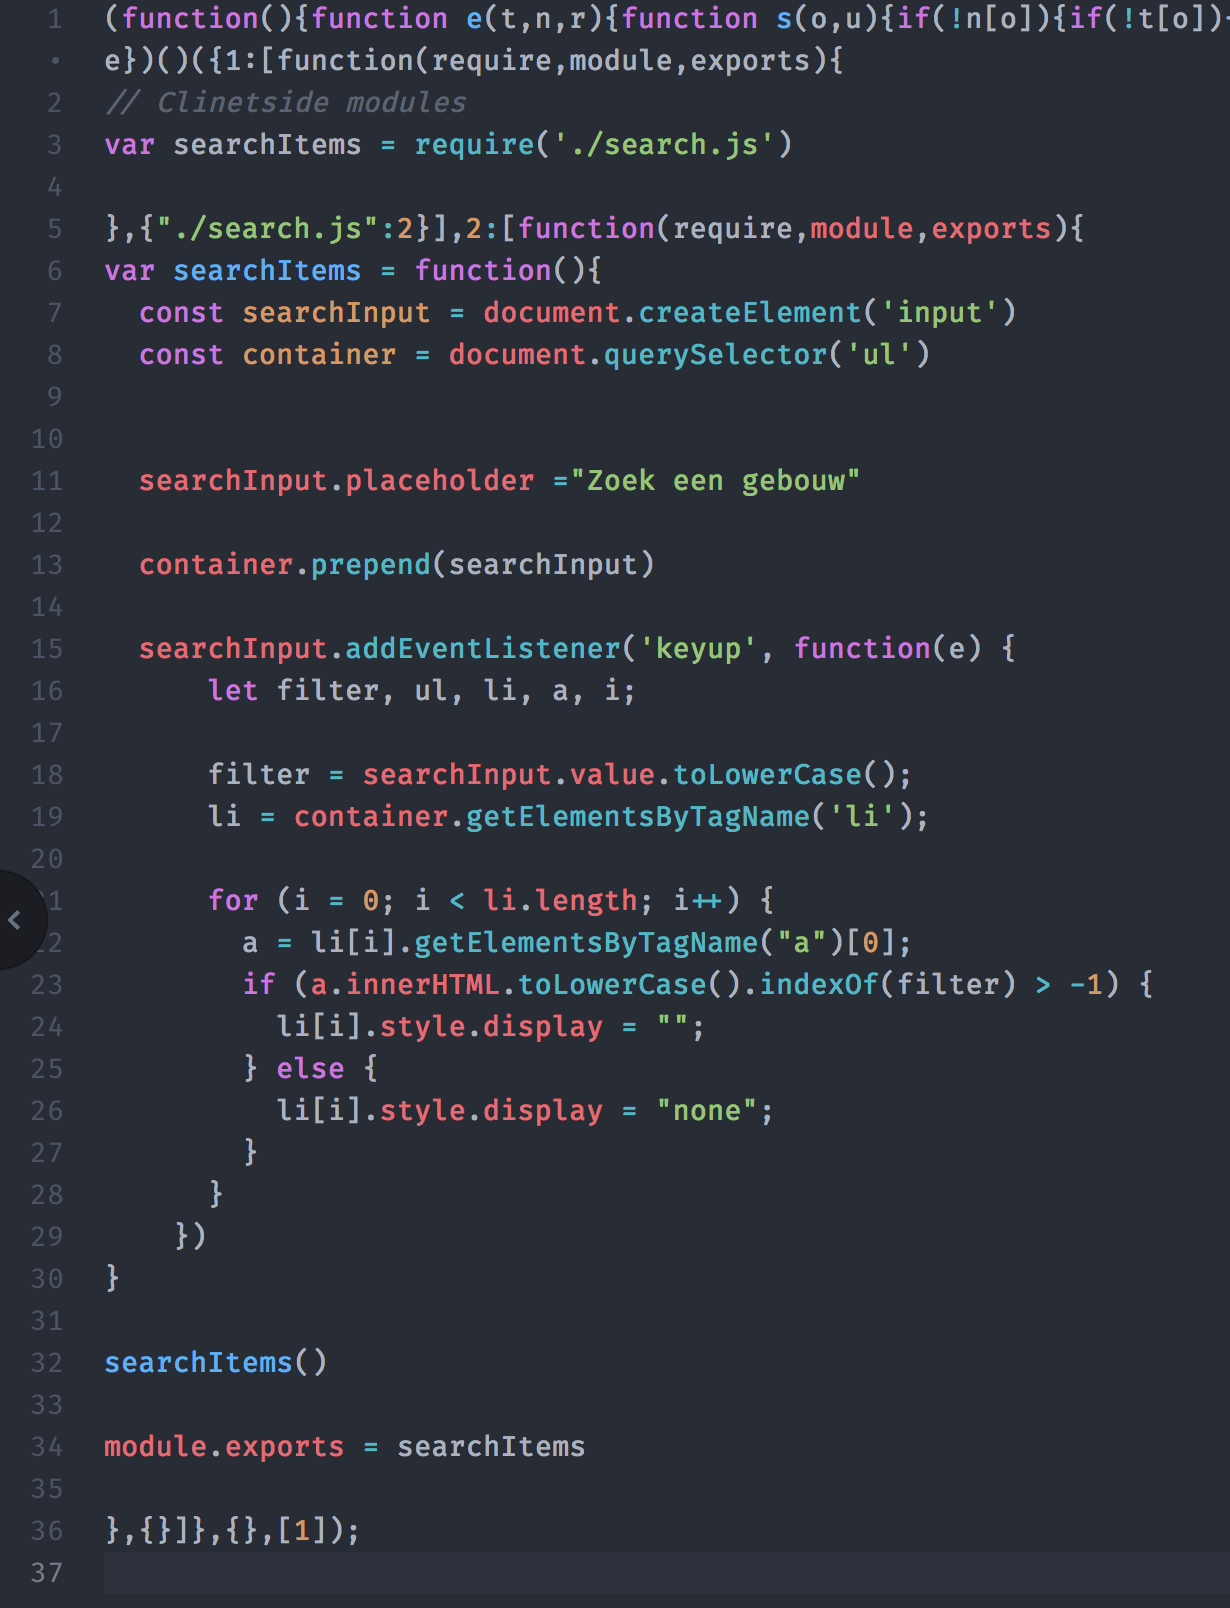 1 (function(){function e(t,n,r){function s(o,u){if(!n[o]){if(!t[o]){
• e})()({1:[function(require,module,exports){
2 // Clinetside modules
3 var searchItems = require('./search.js')
4
5 },{"./search.js":2}],2:[function(require,module,exports){
6 var searchItems = function(){
7 const searchInput = document.createElement('input')
8 const container = document.querySelector('ul')
9
10
11 searchInput.placeholder ="Zoek een gebouw"
12
13 container.prepend(searchInput)
14
15 searchInput.addEventListener('keyup', function(e) {
16 let filter, ul, li, a, i;
17
18 filter = searchInput.value.toLowerCase();
19 li = container.getElementsByTagName('li');
20
1 for (i = 0; i < li.length; i++) {
2 a = li[i].getElementsByTagName("a")[0];
23 if (a.innerHTML.toLowerCase().indexOf(filter) > -1) {
24 li[i].style.display = "";
25 } else {
26 li[i].style.display = "none";
27 }
28 }
29 })
30 }
31
32 searchItems()
33
34 module.exports = searchItems
35
36 },{}]},{},[1]);
37